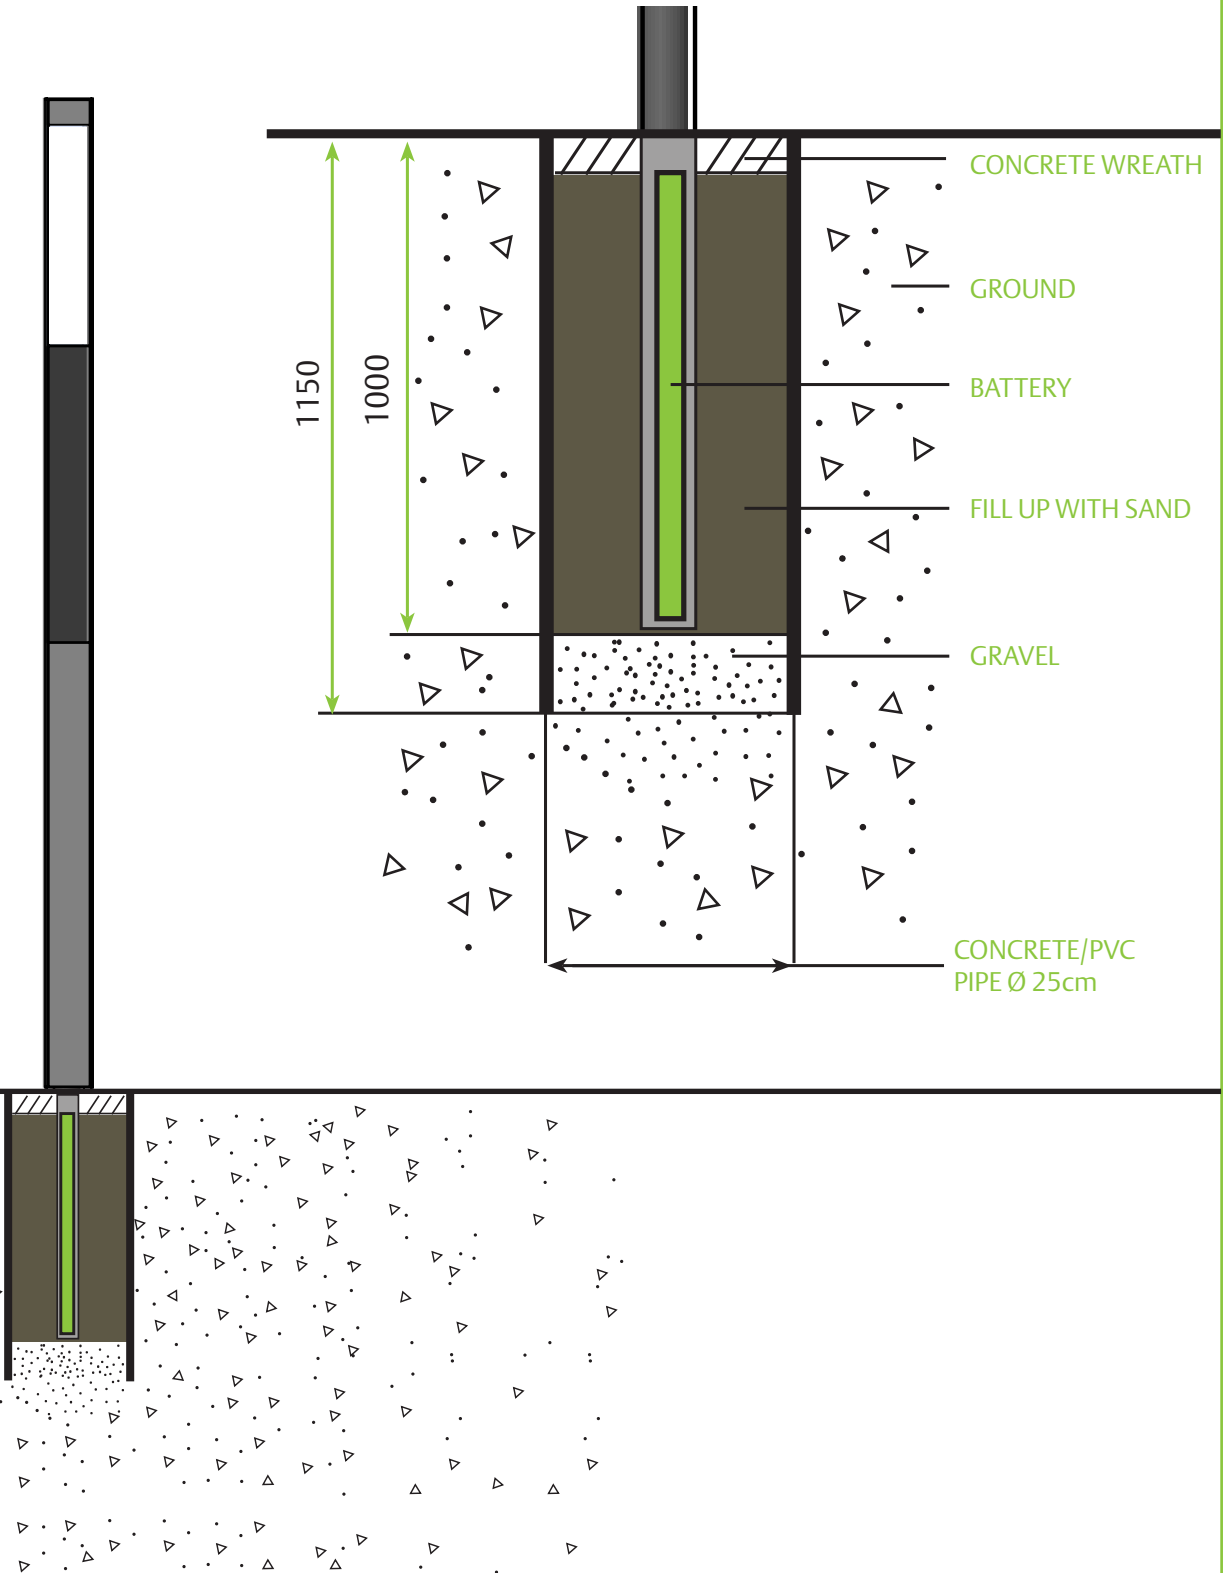 CONCRETE WREATH
GROUND
1150
1000
BATTERY
FILL UP WITH SAND
GRAVEL
CONCRETE/PVC
PIPE Ø 25cm